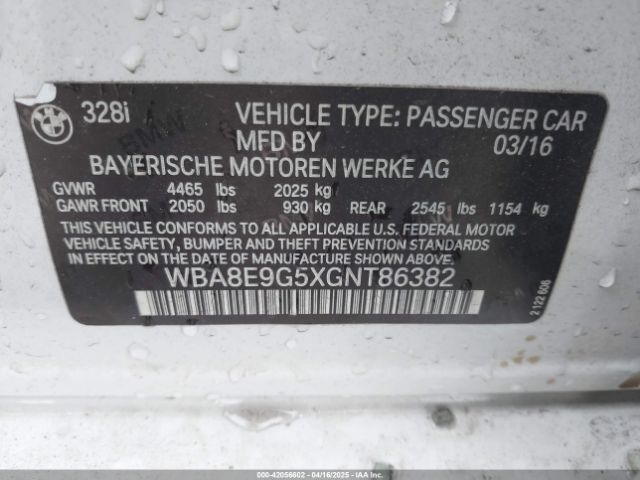 BMW
328i
VEHICLE TYPE: PASSENGER CAR
MFD BY 03/16
BAYERISCHE MOTOREN WERKE AG
GVWR 4465 lbs 2025 kg
GAWR FRONT 2050 lbs 930 kg REAR 2545 lbs 1154 kg
THIS VEHICLE CONFORMS TO ALL APPLICABLE U.S. FEDERAL MOTOR
VEHICLE SAFETY, BUMPER AND THEFT PREVENTION STANDARDS
IN EFFECT ON THE DATE OF MANUFACTURE SHOWN ABOVE.
WBA8E9G5XGNT86382
2 122 606
000-42056602 - 04/16/2025 - IAAI.COM